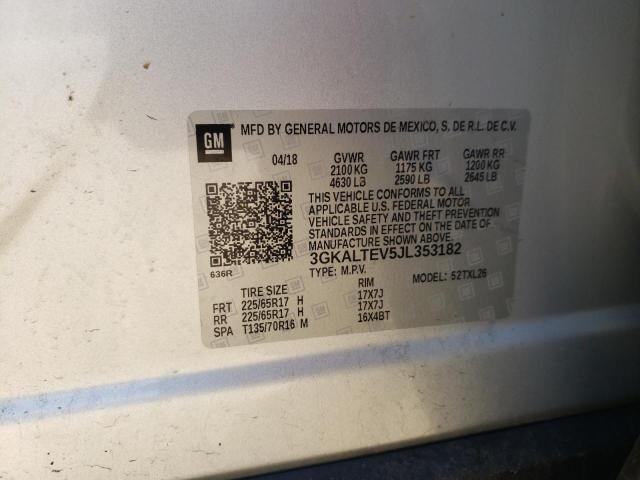 GM
MFD BY GENERAL MOTORS DE MEXICO, S. DE R.L. DE C.V.
04/18 GVWR GAWR FRT GAWR RR
2100 KG 1175 KG 1200 KG
4630 LB 2590 LB 2645 LB
THIS VEHICLE CONFORMS TO ALL
APPLICABLE U.S. FEDERAL MOTOR
VEHICLE SAFETY AND THEFT PREVENTION
STANDARDS IN EFFECT ON THE DATE OF
MANUFACTURE SHOWN ABOVE.
3GKALTEV5JL353182
636R
TYPE: M.P.V. MODEL: 52TXL26
TIRE SIZE RIM
FRT 225/65R17 H 17X7J
RR 225/65R17 H 17X7J
SPA T135/70R16 M 16X4BT